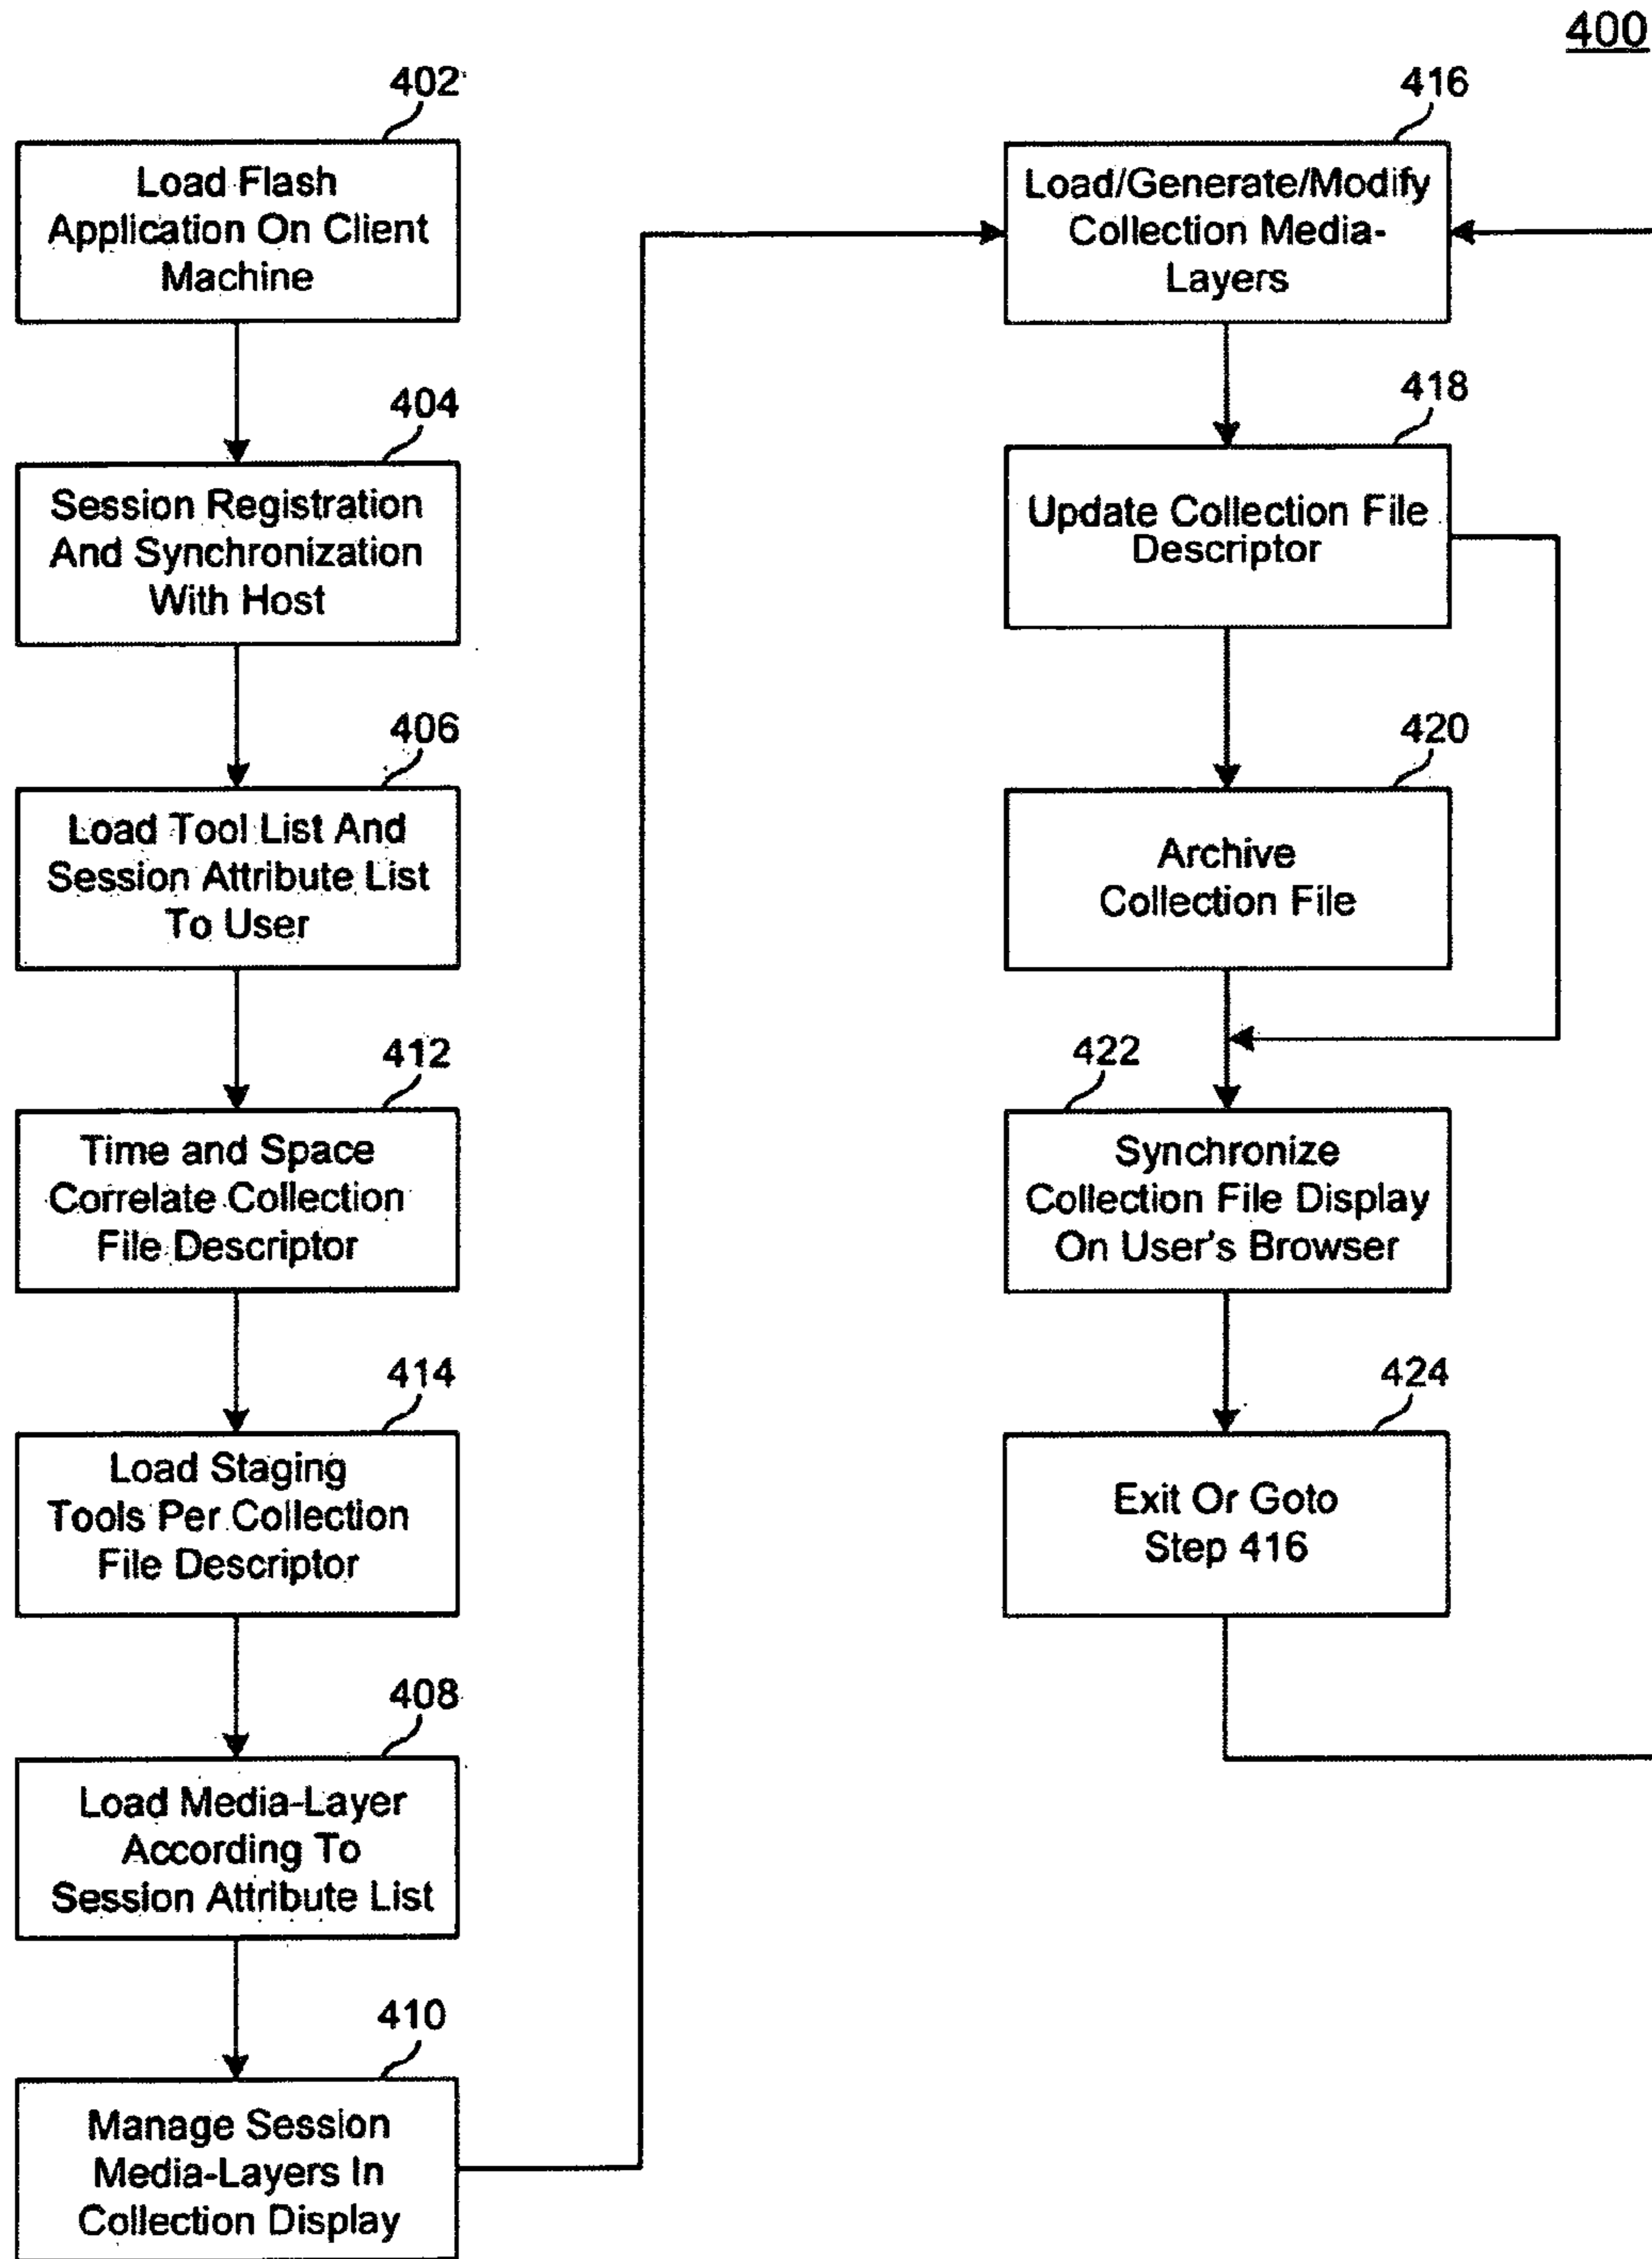 400
402
Load Flash
Application On Client
Machine
404
Session Registration
And Synchronization
With Host
406
Load Tool List And
Session Attribute List
To User
412
Time and Space
Correlate Collection
File Descriptor
414
Load Staging
Tools Per Collection
File Descriptor
408
Load Media-Layer
According To
Session Attribute List
410
Manage Session
Media-Layers In
Collection Display
416
Load/Generate/Modify
Collection Media-
Layers
418
Update Collection File
Descriptor
420
Archive
Collection File
422
Synchronize
Collection File Display
On User's Browser
424
Exit Or Goto
Step 416